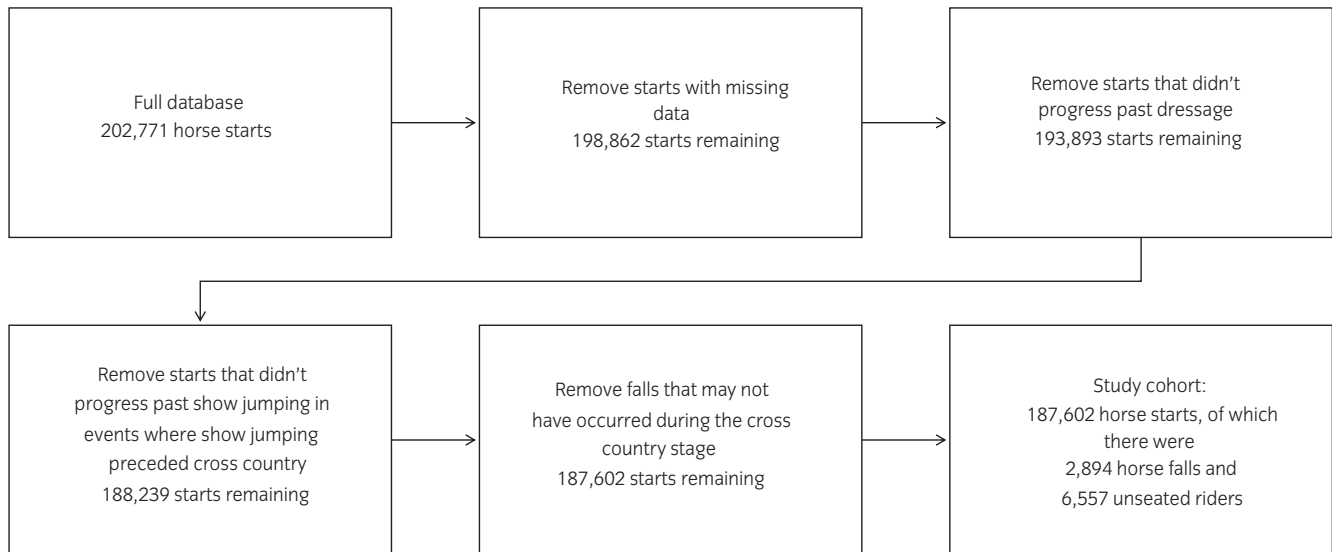 Full database
202,771 horse starts
Remove starts with missing
data
198,862 starts remaining
Remove starts that didn’t
progress past dressage
193,893 starts remaining
Remove starts that didn’t
progress past show jumping in
events where show jumping
preceded cross country
188,239 starts remaining
Remove falls that may not
have occurred during the cross
country stage
187,602 starts remaining
Study cohort:
187,602 horse starts, of which
there were
2,894 horse falls and
6,557 unseated riders